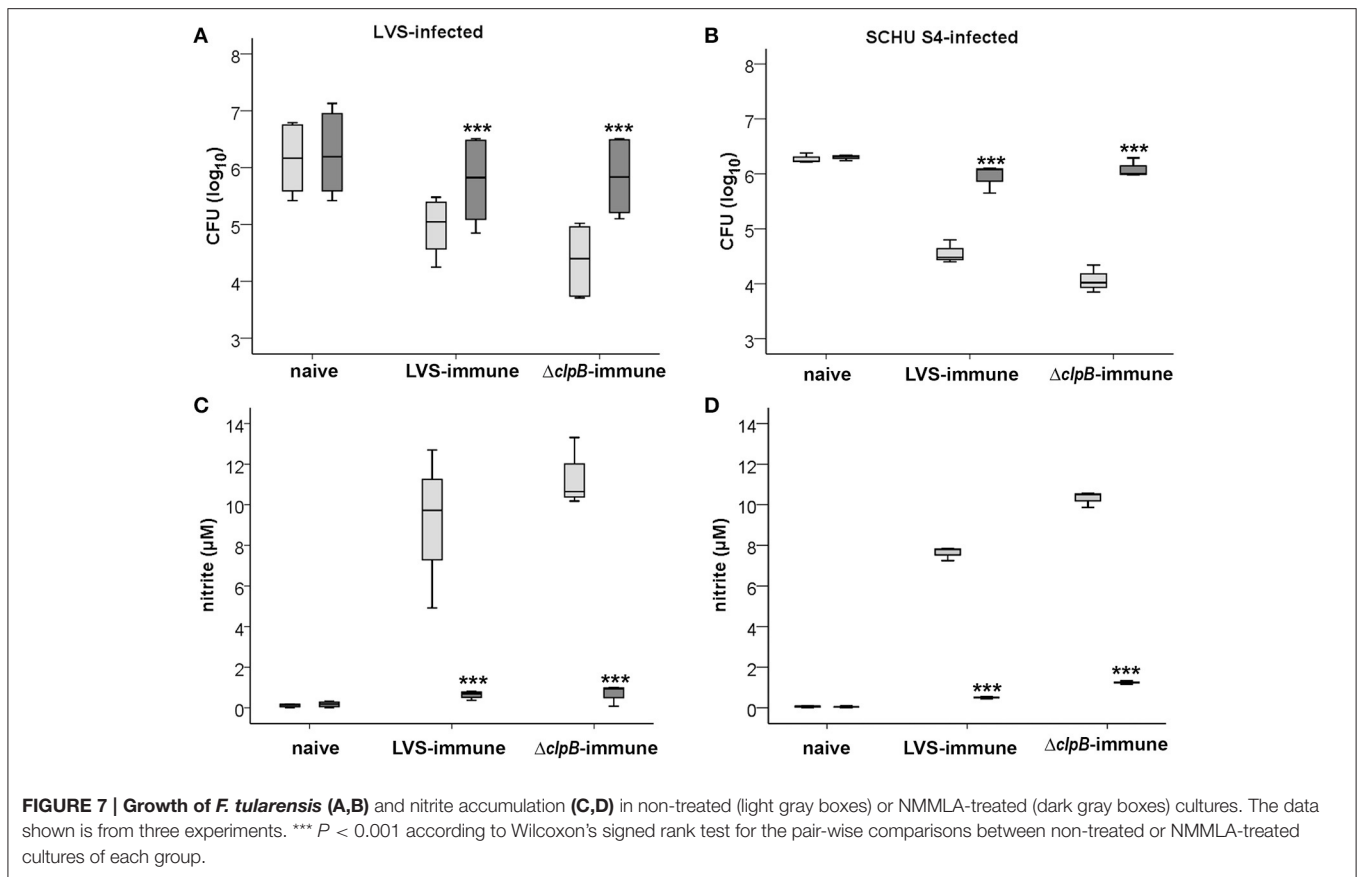 A
LVS-infected
8
7
6
5
4
3
CFU (log10)
***
***
naive
LVS-immune
ΔclpB-immune
B
SCHU S4-infected
8
7
6
5
4
3
CFU (log10)
***
***
naive
LVS-immune
ΔclpB-immune
C
14
12
10
8
6
4
2
0
nitrite (µM)
***
***
naive
LVS-immune
ΔclpB-immune
D
14
12
10
8
6
4
2
0
nitrite (µM)
***
***
naive
LVS-immune
ΔclpB-immune
FIGURE 7 | Growth of F. tularensis (A,B) and nitrite accumulation (C,D) in non-treated (light gray boxes) or NMMLA-treated (dark gray boxes) cultures. The data
shown is from three experiments. *** P < 0.001 according to Wilcoxon's signed rank test for the pair-wise comparisons between non-treated or NMMLA-treated
cultures of each group.